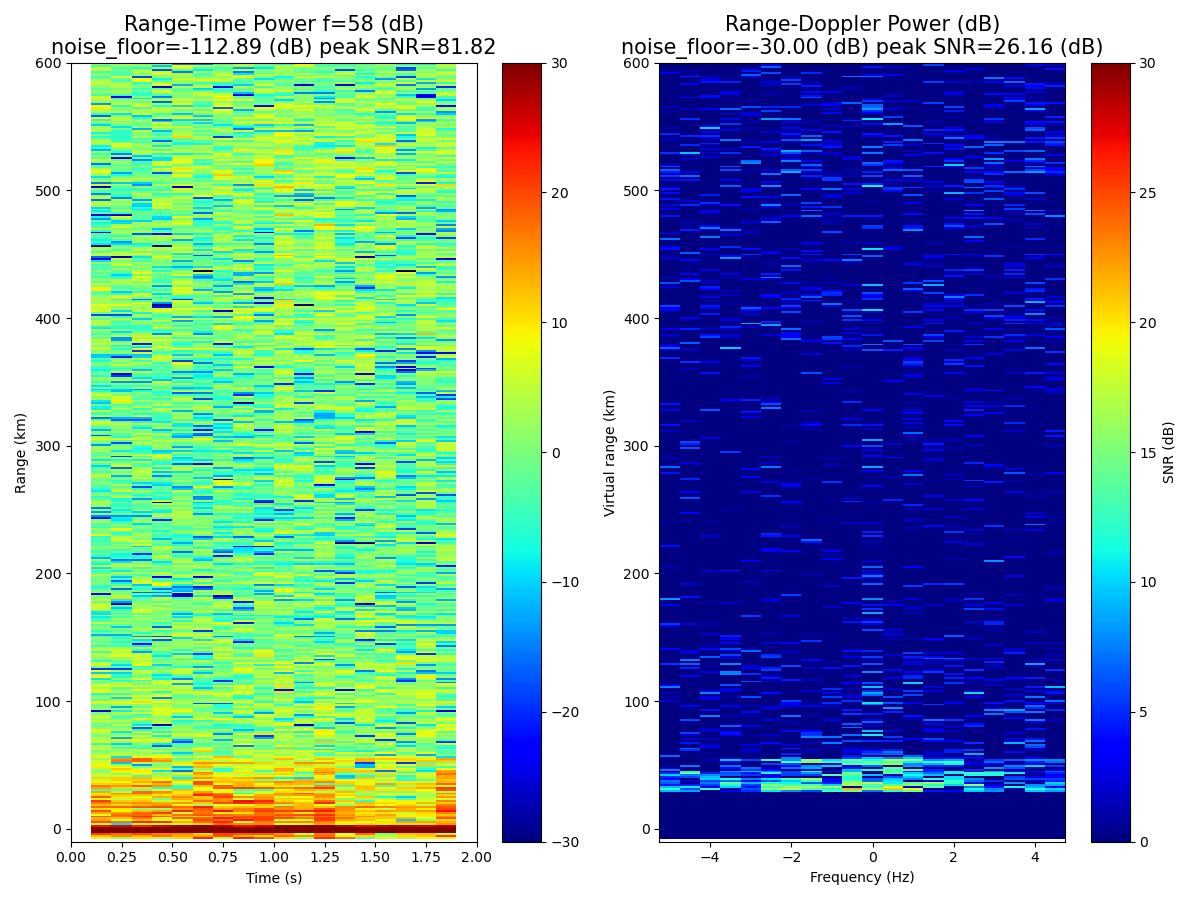 Range-Time Power f=58 (dB)
noise_floor=-112.89 (dB) peak SNR=81.82
Range-Doppler Power (dB)
noise_floor=-30.00 (dB) peak SNR=26.16 (dB)
600
500
400
300
200
100
0
Range (km)
0.00 0.25 0.50 0.75 1.00 1.25 1.50 1.75 2.00
Time (s)
30
20
10
0
−10
−20
−30
600
500
400
300
200
100
0
Virtual range (km)
−4 −2 0 2 4
Frequency (Hz)
30
25
20
15
10
5
0
SNR (dB)